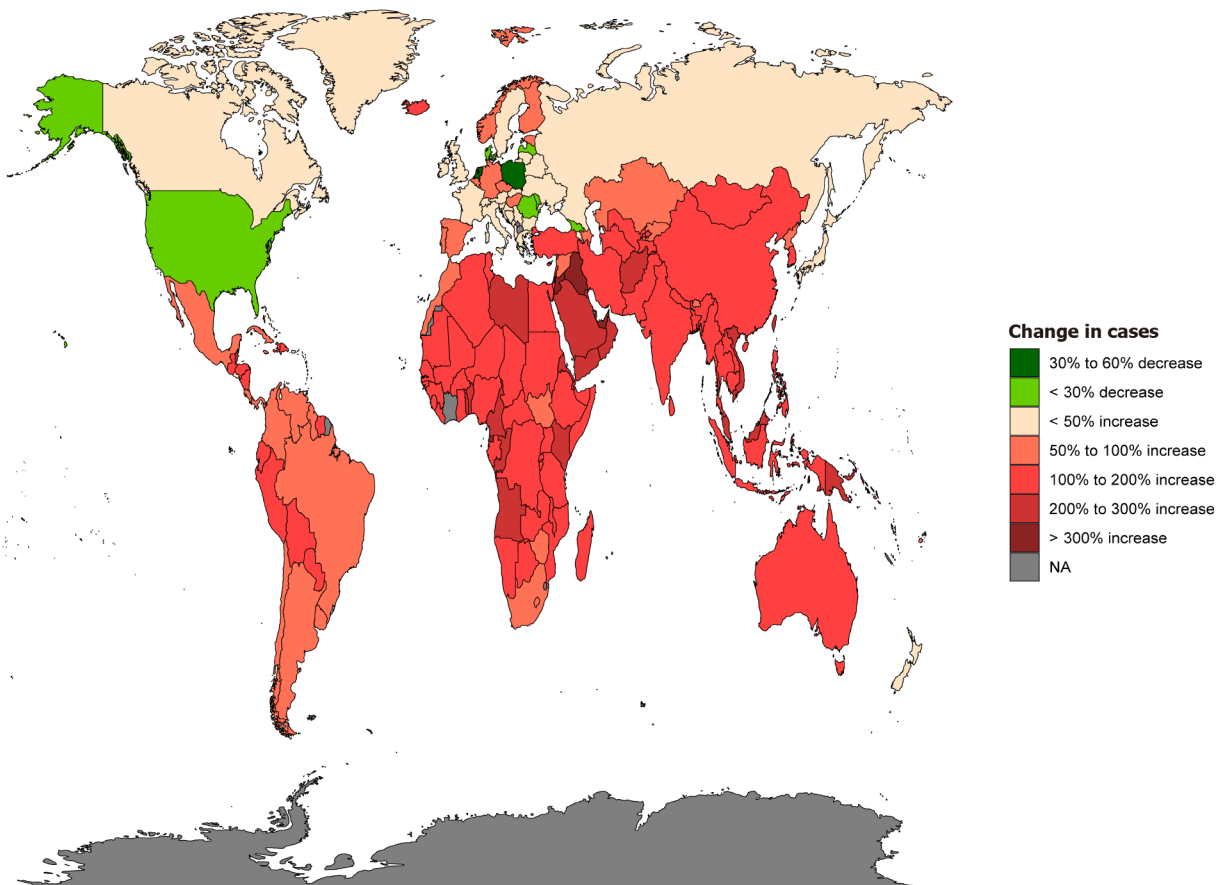 Change in cases
30% to 60% decrease
< 30% decrease
< 50% increase
50% to 100% increase
100% to 200% increase
200% to 300% increase
> 300% increase
NA